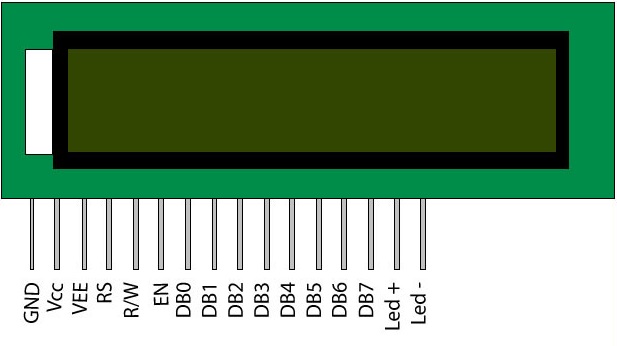 GND
Vcc
VEE
RS
R/W
EN
DB0
DB1
DB2
DB3
DB4
DB5
DB6
DB7
Led +
Led -